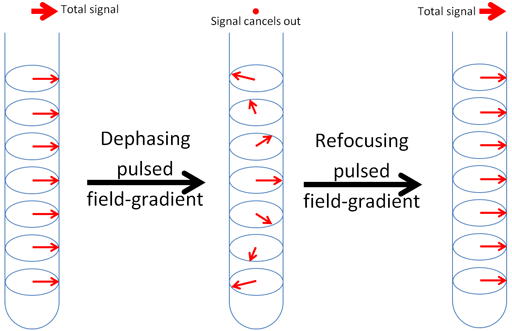 Total signal
Signal cancels out
Total signal
Dephasing
pulsed
field-gradient
Refocusing
pulsed
field-gradient